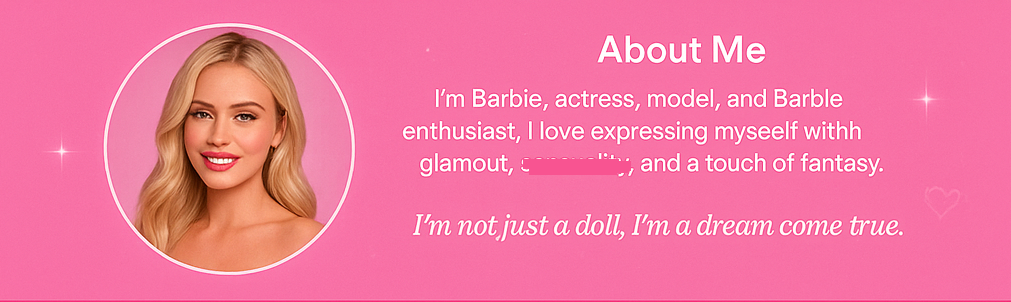 About Me
I'm Barbie, actress, model, and Barble
enthusiast, I love expressing myseelf withh
glamout, , and a touch of fantasy.
I'm not just a doll, I'm a dream come true.